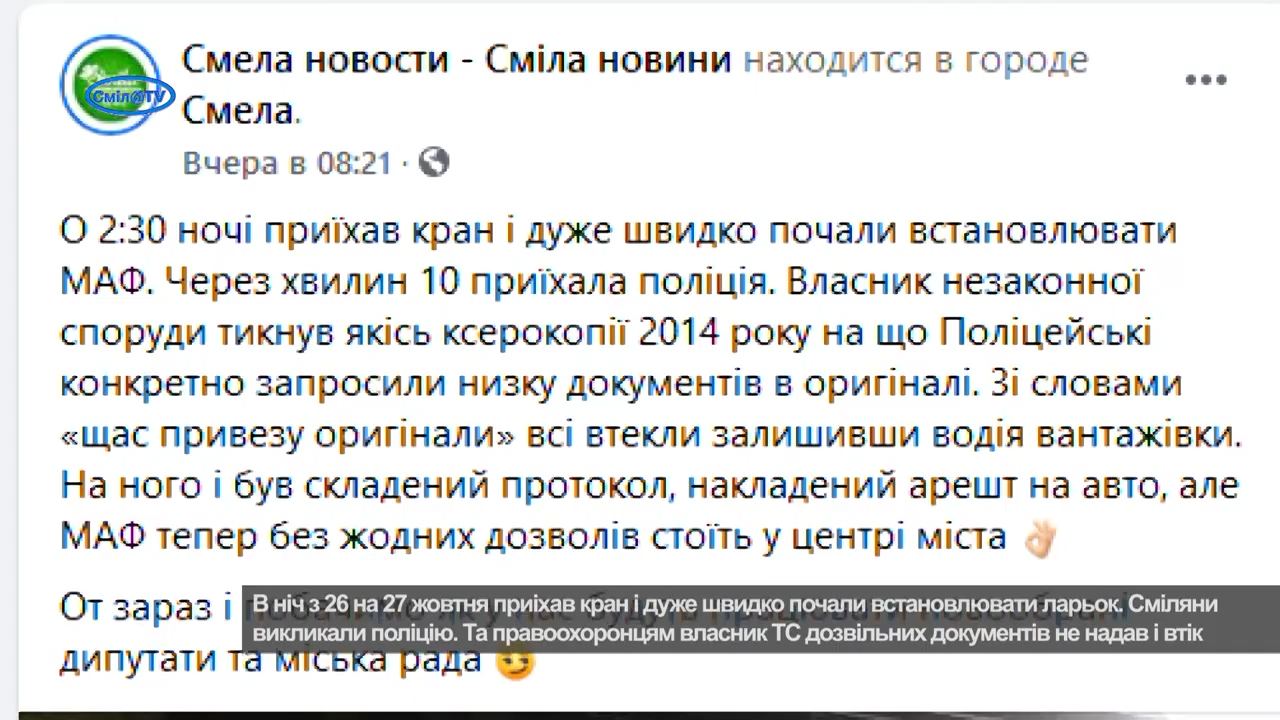 Смела новости - Сміла новини находится в городе
Смела.
СмілаTV
Вчера в 08:21 ·
О 2:30 ночі приїхав кран і дуже швидко почали встановлювати
МАФ. Через хвилин 10 приїхала поліція. Власник незаконної
споруди тикнув якісь ксерокопії 2014 року на що Поліцейські
конкретно запросили низку документів в оригіналі. Зі словами
«щас привезу оригінали» всі втекли залишивши водія вантажівки.
На ного і був складений протокол, накладений арешт на авто, але
МАФ тепер без жодних дозволів стоїть у центрі міста 👌🏻
От зараз і
В ніч з 26 на 27 жовтня приїхав кран і дуже швидко почали встановлювати ларьок. Сміляни
викликали поліцію. Та правоохоронцям власник ТС дозвільних документів не надав і втік
дипутати та міська рада 😏